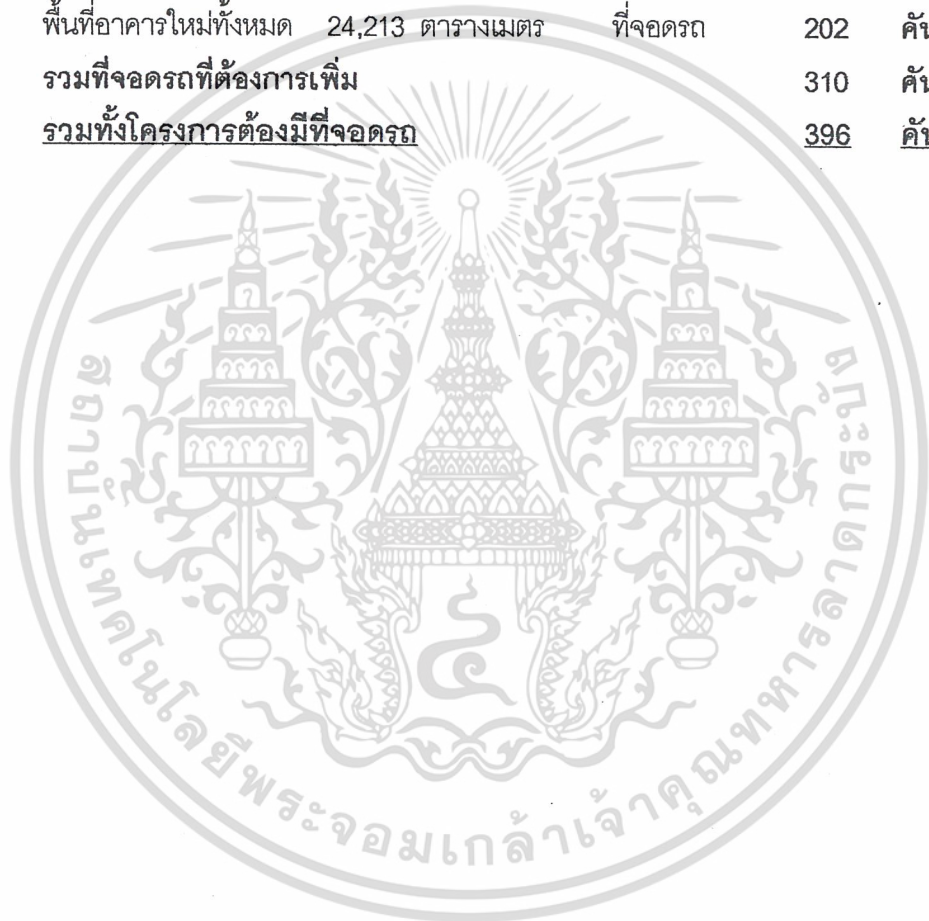 พื้นที่อาคารใหม่ทั้งหมด 24,213 ตารางเมตร ที่จอดรถ 202 คัน
รวมที่จอดรถที่ต้องการเพิ่ม 310 คัน
รวมทั้งโครงการต้องมีที่จอดรถ 396 คัน
สถาบันเทคโนโลยีพระจอมเกล้าเจ้าคุณทหารลาดกระบัง